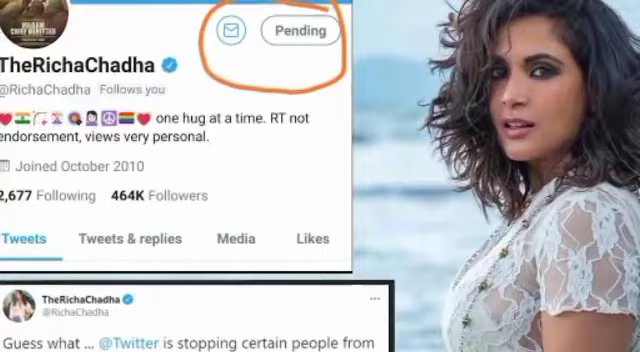 Pending
TheRichaChadha
@RichaChadha Follows you
one hug at a time. RT not
endorsement, views very personal.
Joined October 2010
2,677 Following 464K Followers
Tweets Tweets & replies Media Likes
TheRichaChadha
@RichaChadha
Guess what ... @Twitter is stopping certain people from